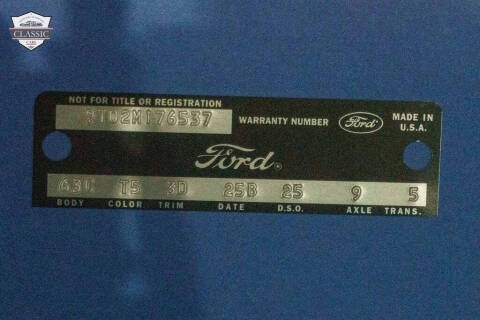 CLASSIC
NOT FOR TITLE OR REGISTRATION
WARRANTY NUMBER
Ford
MADE IN
U.S.A.
Ford
T5 3D 25B 25 9 5
BODY COLOR TRIM DATE D.S.O. AXLE TRANS.